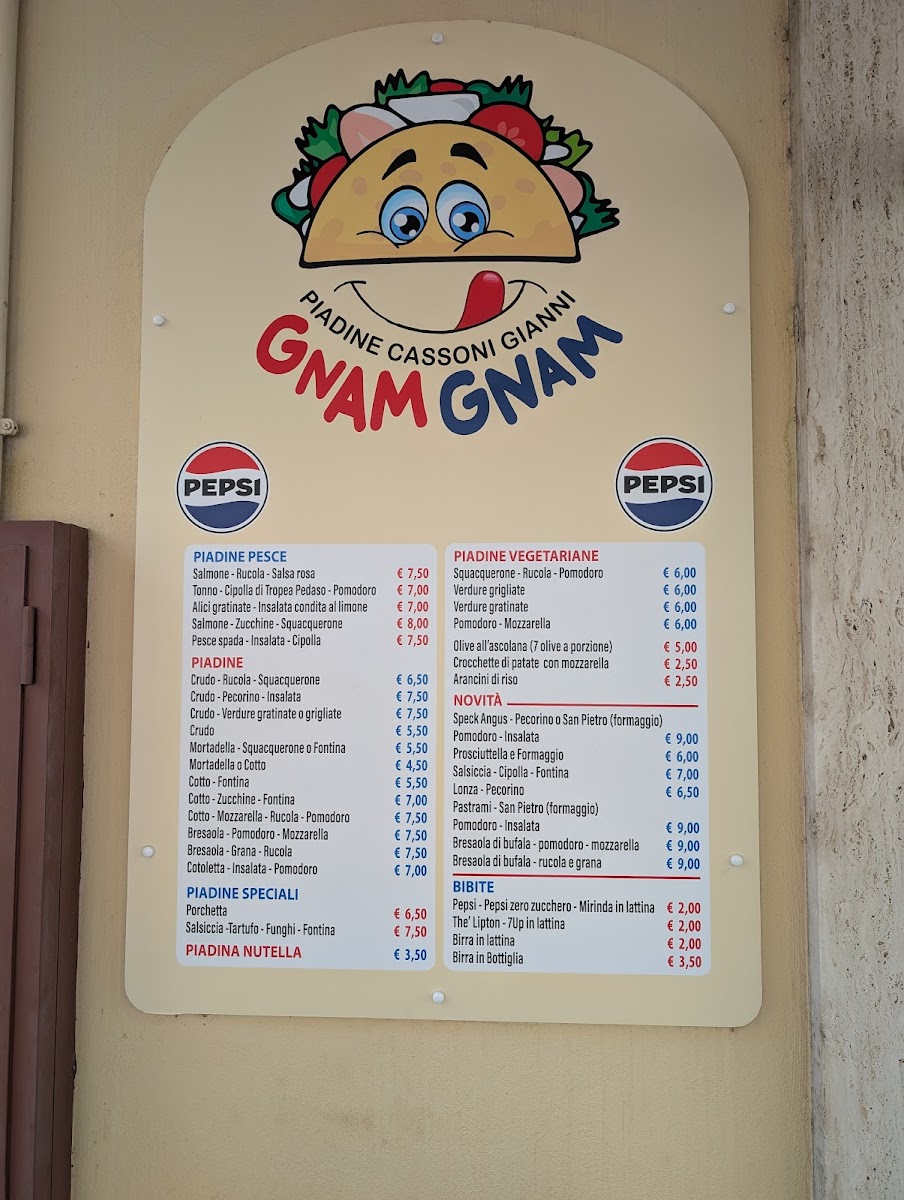 PIADINE CASSONI GIANNI
GNAM GNAM
PEPSI
PEPSI
PIADINE PESCE
Salmone - Rucola - Salsa rosa € 7,50
Tonno - Cipolla di Tropea Pedaso - Pomodoro € 7,00
Alici gratinate - Insalata condita al limone € 7,00
Salmone - Zucchine - Squacquerone € 8,00
Pesce spada - Insalata - Cipolla € 7,50
PIADINE
Crudo - Rucola - Squacquerone € 6,50
Crudo - Pecorino - Insalata € 7,50
Crudo - Verdure gratinate o grigliate € 7,50
Crudo € 5,50
Mortadella - Squacquerone o Fontina € 5,50
Mortadella o Cotto € 4,50
Cotto - Fontina € 5,50
Cotto - Zucchine - Fontina € 7,00
Cotto - Mozzarella - Rucola - Pomodoro € 7,50
Bresaola - Pomodoro - Mozzarella € 7,50
Bresaola - Grana - Rucola € 7,50
Cotoletta - Insalata - Pomodoro € 7,00
PIADINE SPECIALI
Porchetta € 6,50
Salsiccia -Tartufo - Funghi - Fontina € 7,50
PIADINA NUTELLA € 3,50
PIADINE VEGETARIANE
Squacquerone - Rucola - Pomodoro € 6,00
Verdure grigliate € 6,00
Verdure gratinate € 6,00
Pomodoro - Mozzarella € 6,00
Olive all'ascolana (7 olive a porzione) € 5,00
Crocchette di patate con mozzarella € 2,50
Arancini di riso € 2,50
NOVITÀ
Speck Angus - Pecorino o San Pietro (formaggio)
Pomodoro - Insalata € 9,00
Prosciuttella e Formaggio € 6,00
Salsiccia - Cipolla - Fontina € 7,00
Lonza - Pecorino € 6,50
Pastrami - San Pietro (formaggio)
Pomodoro - Insalata € 9,00
Bresaola di bufala - pomodoro - mozzarella € 9,00
Bresaola di bufala - rucola e grana € 9,00
BIBITE
Pepsi - Pepsi zero zucchero - Mirinda in lattina € 2,00
The' Lipton - 7Up in lattina € 2,00
Birra in lattina € 2,00
Birra in Bottiglia € 3,50